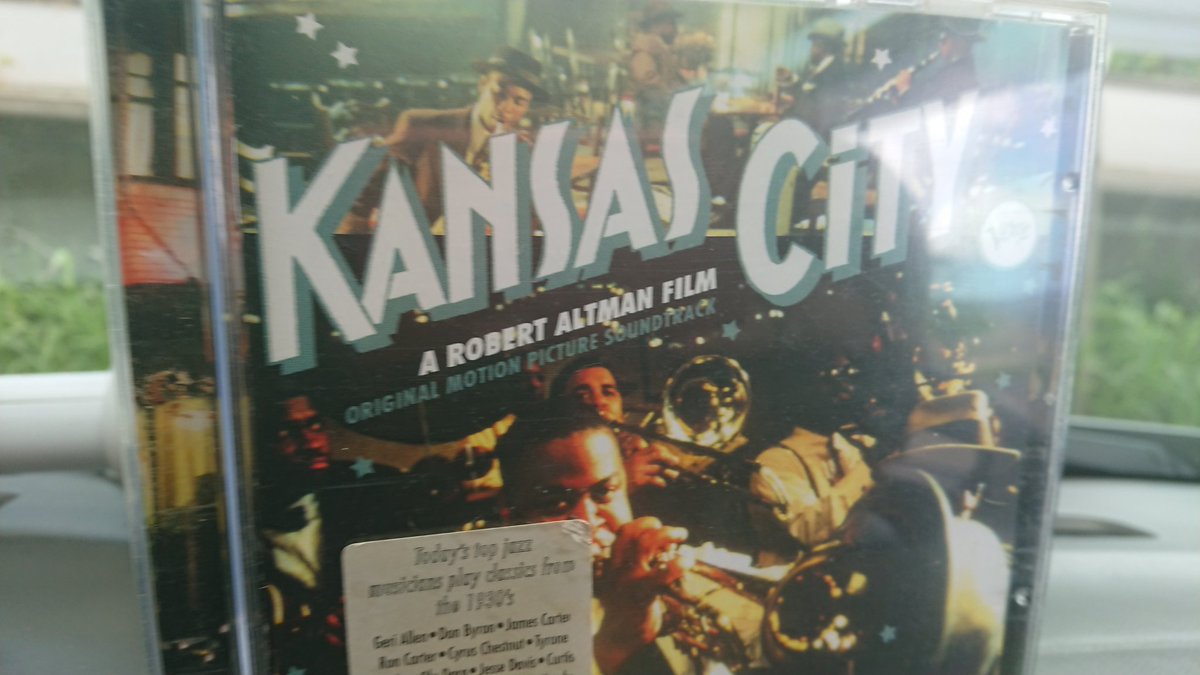 KANSAS CITY
A ROBERT ALTMAN FILM
ORIGINAL MOTION PICTURE SOUNDTRACK
Today's top jazz
musicians play classics from
the 1930's
Geri Allen • Don Byron • James Carter
Ron Carter • Cyrus Chestnut • Tyrone
• Jesse Davis • Curtis